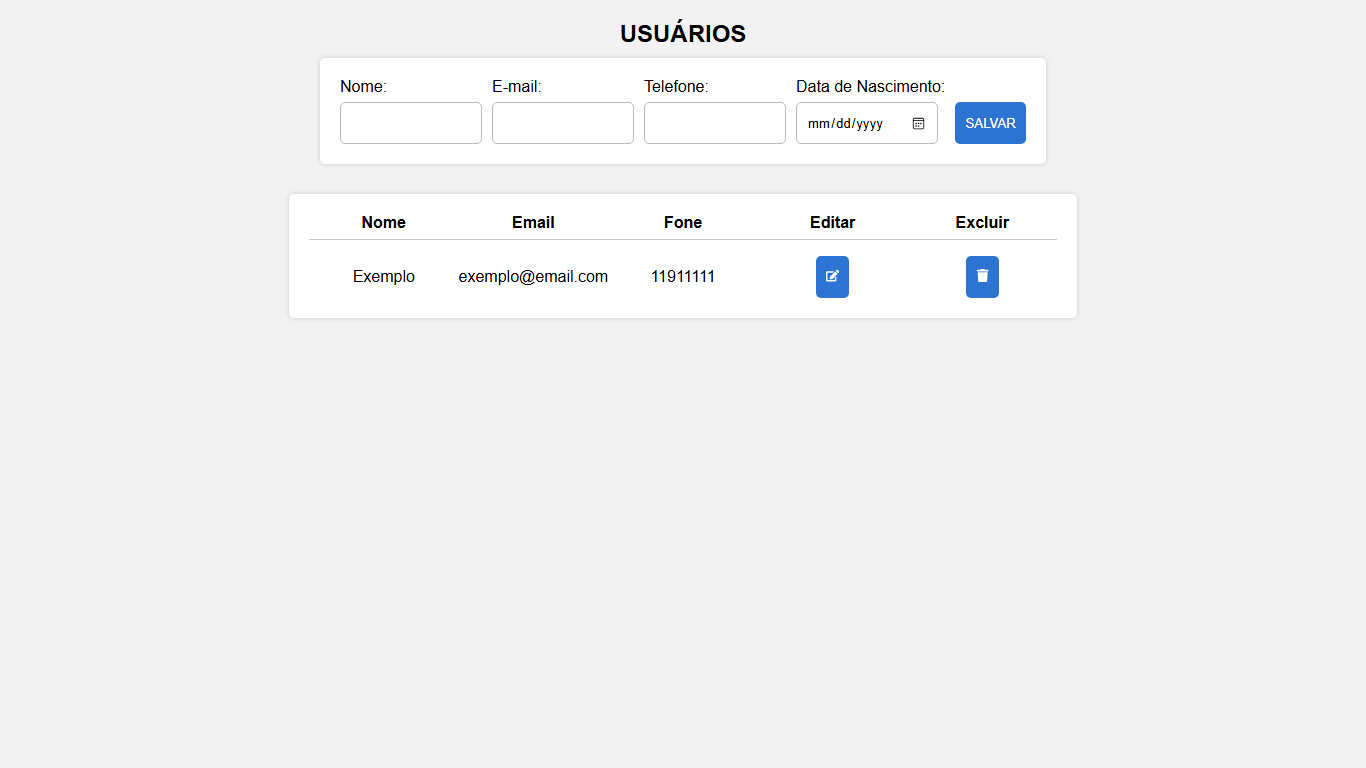 USUÁRIOS
Nome: E-mail: Telefone: Data de Nascimento:
mm/dd/yyyy SALVAR
Nome Email Fone Editar Excluir
Exemplo exemplo@email.com 11911111